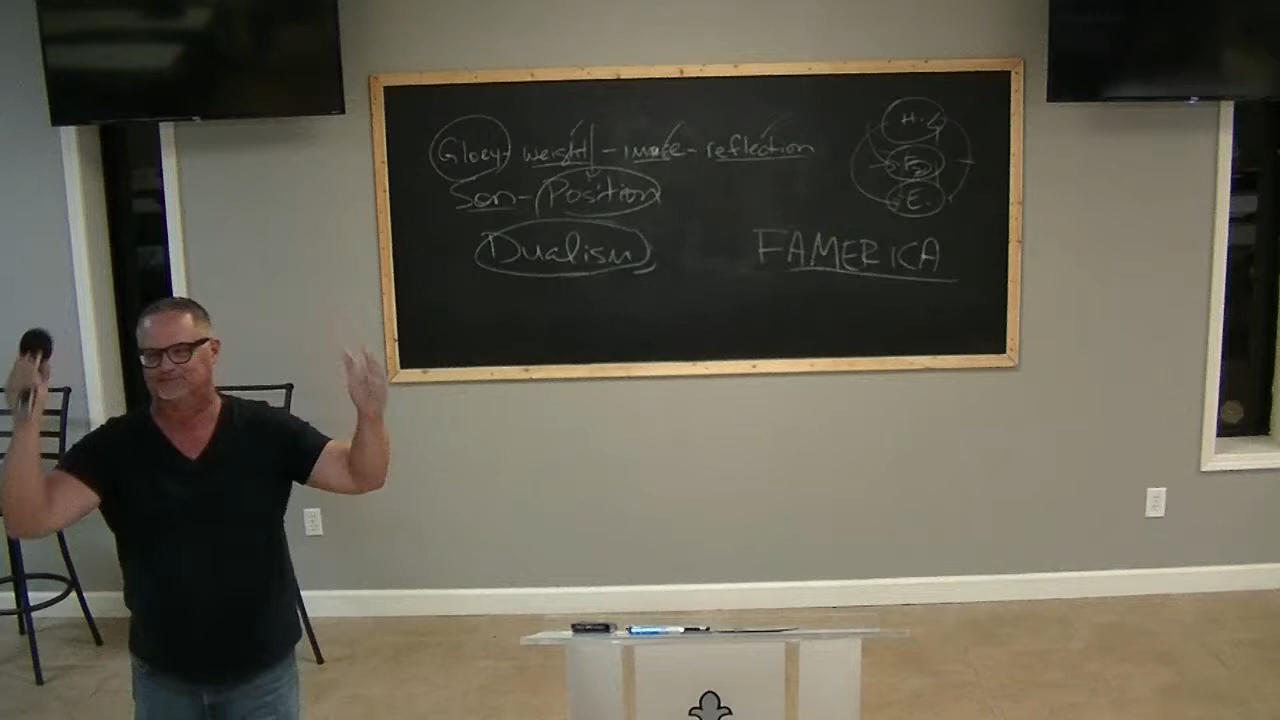 Glory - weight - image - reflection
Son - Position
Dualism
FAMERICA
H.
E.